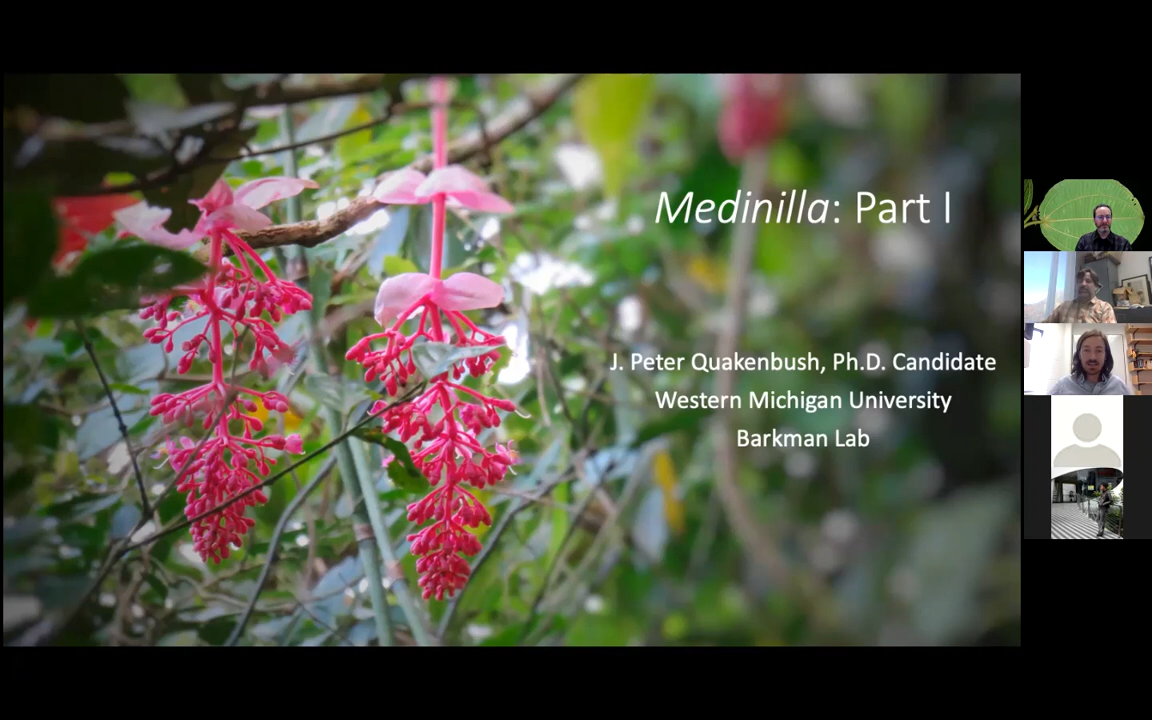 Medinilla: Part I
J. Peter Quakenbush, Ph.D. Candidate
Western Michigan University
Barkman Lab